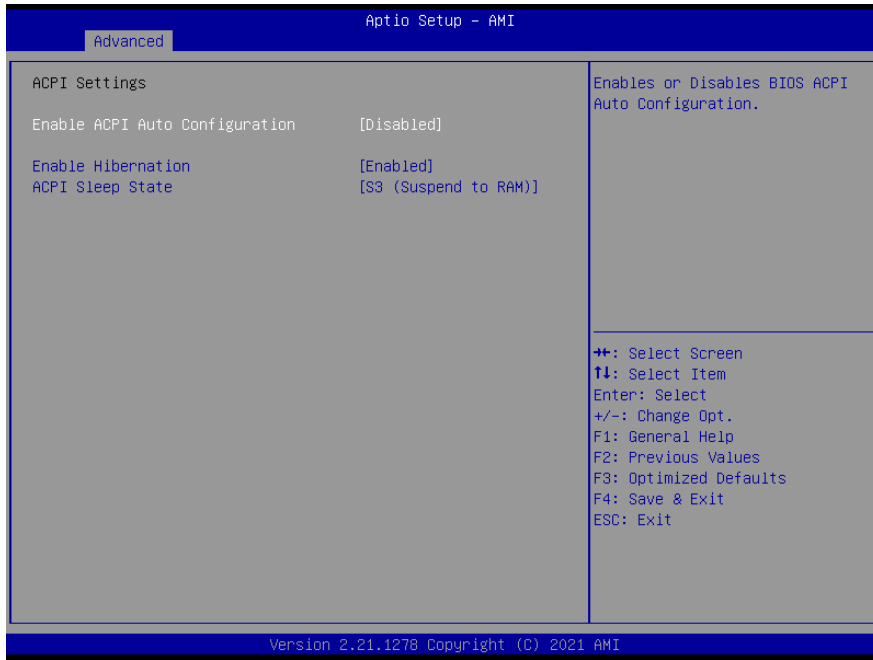 Aptio Setup - AMI
Advanced
ACPI Settings
Enable ACPI Auto Configuration [Disabled]
Enable Hibernation [Enabled]
ACPI Sleep State [S3 (Suspend to RAM)]
Enables or Disables BIOS ACPI
Auto Configuration.
→←: Select Screen
↑↓: Select Item
Enter: Select
+/-: Change Opt.
F1: General Help
F2: Previous Values
F3: Optimized Defaults
F4: Save & Exit
ESC: Exit
Version 2.21.1278 Copyright (C) 2021 AMI